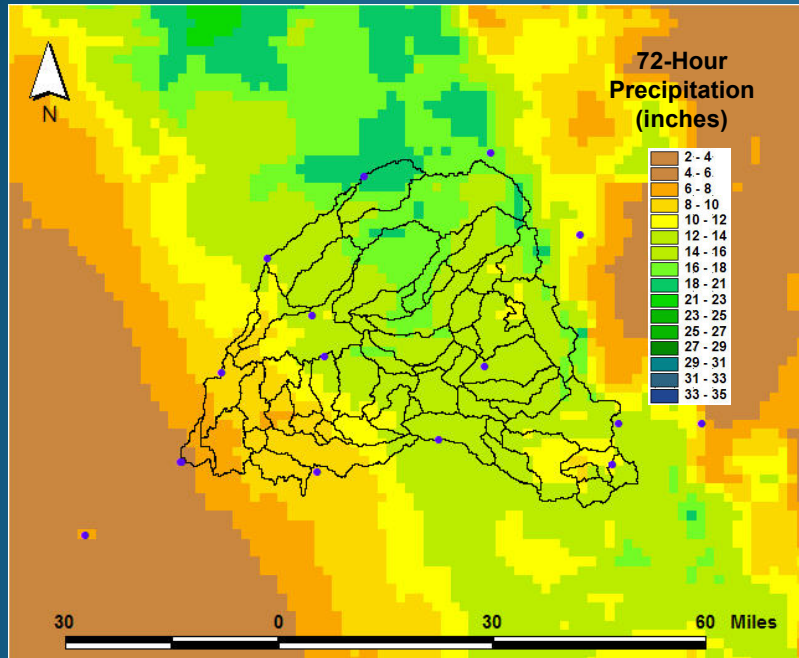 N
72-Hour
Precipitation
(inches)
2 - 4
4 - 6
6 - 8
8 - 10
10 - 12
12 - 14
14 - 16
16 - 18
18 - 21
21 - 23
23 - 25
25 - 27
27 - 29
29 - 31
31 - 33
33 - 35
30 0 30 60 Miles